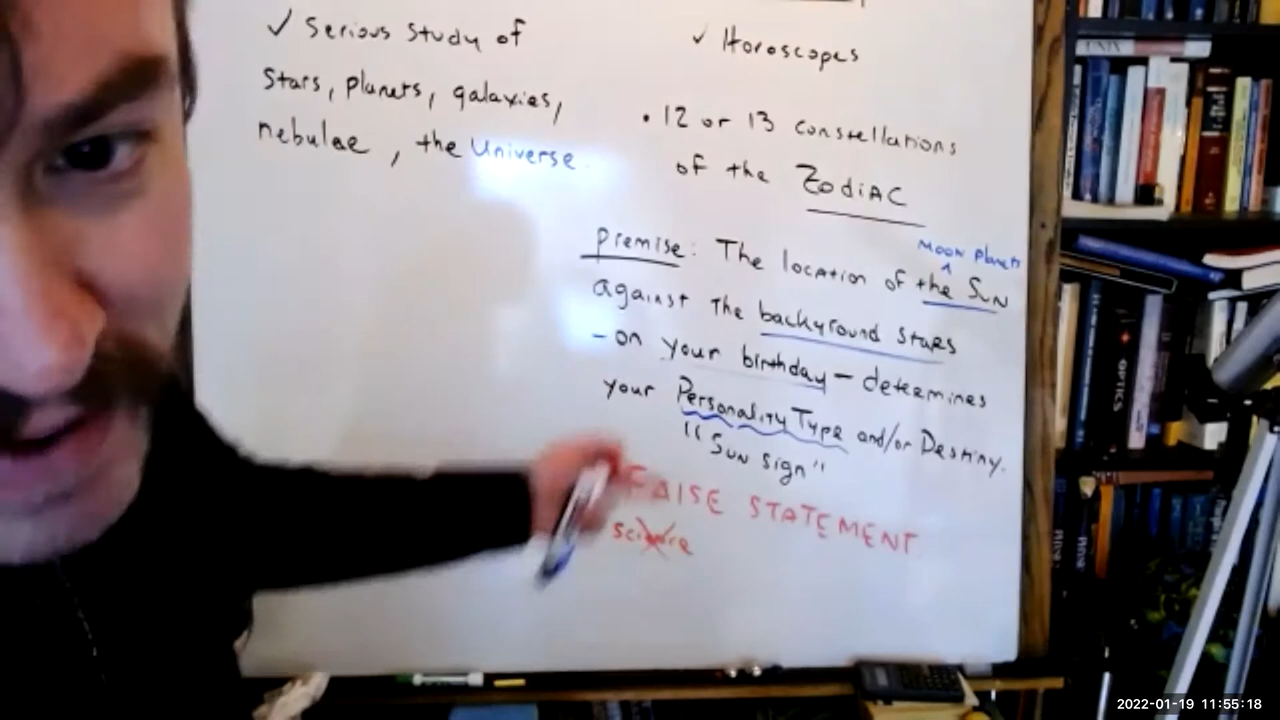 ✓ Serious Study of
Stars, planets, galaxies,
nebulae, the Universe.
✓ Horoscopes
• 12 or 13 constellations
of the ZodiAC
premise: The location of the Sun
Moon Planets
against the background stars
- on your birthday - determines
your Personality Type and/or Destiny.
"Sun sign"
FALSE STATEMENT
science
UNIX
OPTICS
2022-01-19 11:55:18